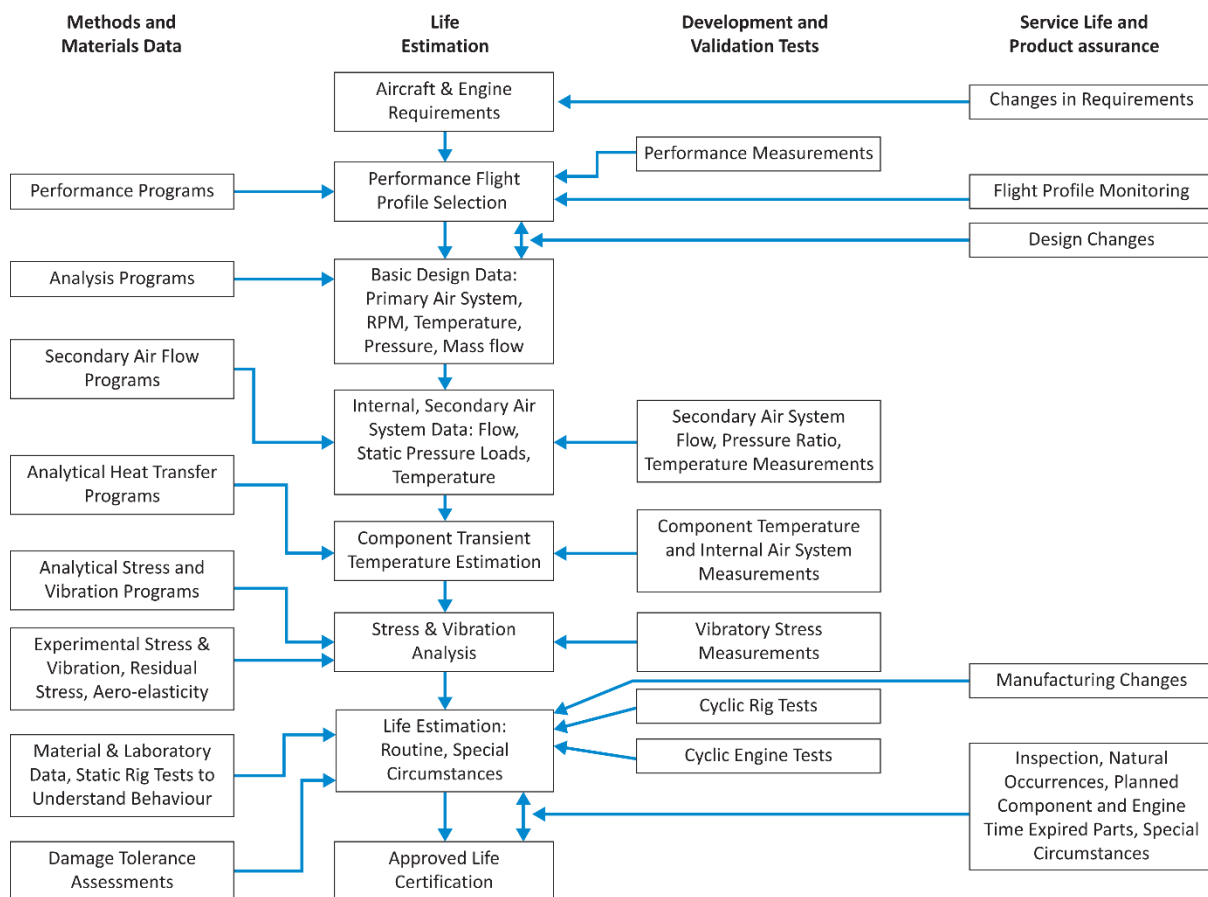 Methods and
Materials Data
Life
Estimation
Development and
Validation Tests
Service Life and
Product assurance
Aircraft & Engine
Requirements
Changes in Requirements
Performance Measurements
Performance Programs
Performance Flight
Profile Selection
Flight Profile Monitoring
Design Changes
Analysis Programs
Basic Design Data:
Primary Air System,
RPM, Temperature,
Pressure, Mass flow
Secondary Air Flow
Programs
Internal, Secondary Air
System Data: Flow,
Static Pressure Loads,
Temperature
Secondary Air System
Flow, Pressure Ratio,
Temperature Measurements
Analytical Heat Transfer
Programs
Component Transient
Temperature Estimation
Component Temperature
and Internal Air System
Measurements
Analytical Stress and
Vibration Programs
Stress & Vibration
Analysis
Vibratory Stress
Measurements
Experimental Stress &
Vibration, Residual
Stress, Aero-elasticity
Manufacturing Changes
Cyclic Rig Tests
Life Estimation:
Routine, Special
Circumstances
Cyclic Engine Tests
Material & Laboratory
Data, Static Rig Tests to
Understand Behaviour
Inspection, Natural
Occurrences, Planned
Component and Engine
Time Expired Parts, Special
Circumstances
Damage Tolerance
Assessments
Approved Life
Certification